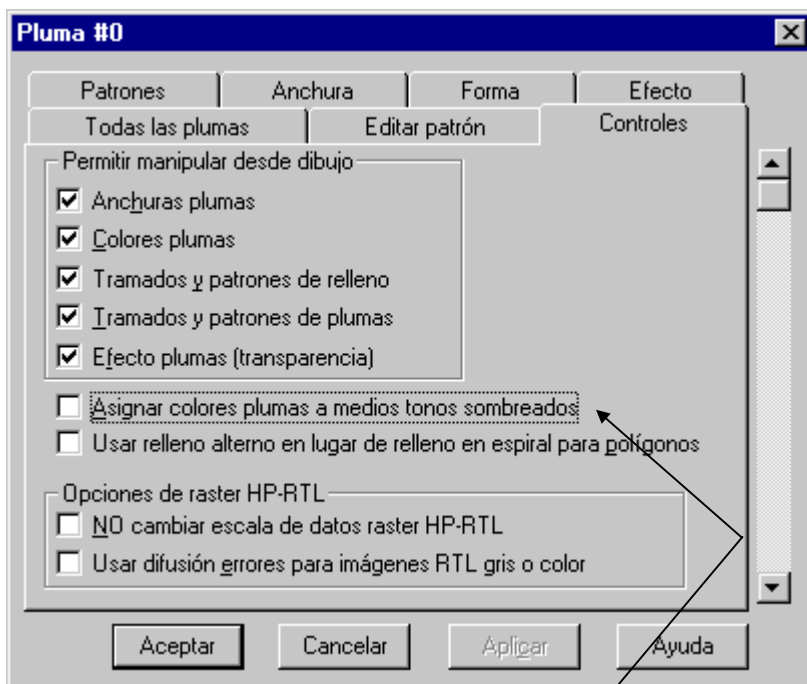 Pluma #0
Patrones Anchura Forma Efecto
Todas las plumas Editar patrón Controles
Permitir manipular desde dibujo
Anchuras plumas
Colores plumas
Tramados y patrones de relleno
Tramados y patrones de plumas
Efecto plumas (transparencia)
Asignar colores plumas a medios tonos sombreados
Usar relleno alterno en lugar de relleno en espiral para polígonos
Opciones de raster HP-RTL
NO cambiar escala de datos raster HP-RTL
Usar difusión errores para imágenes RTL gris o color
Aceptar Cancelar Aplicar Ayuda